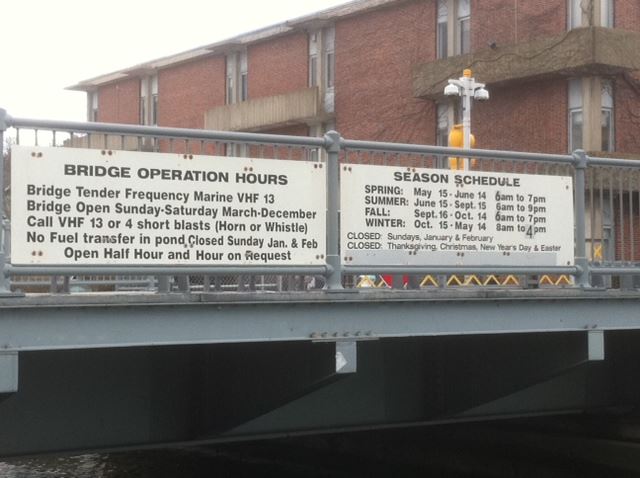 BRIDGE OPERATION HOURS
Bridge Tender Frequency Marine VHF 13
Bridge Open Sunday-Saturday March-December
Call VHF 13 or 4 short blasts (Horn or Whistle)
No Fuel transfer in pond Closed Sunday Jan. & Feb
Open Half Hour and Hour on Request
SEASON SCHEDULE
SPRING: May 15 - June 14 6am to 7pm
SUMMER: June 15 - Sept. 15 6am to 9pm
FALL: Sept. 16 - Oct. 14 6am to 7pm
WINTER: Oct. 15 - May 14 8am to 4pm
CLOSED: Sundays, January & February
CLOSED: Thanksgiving, Christmas, New Year's Day & Easter